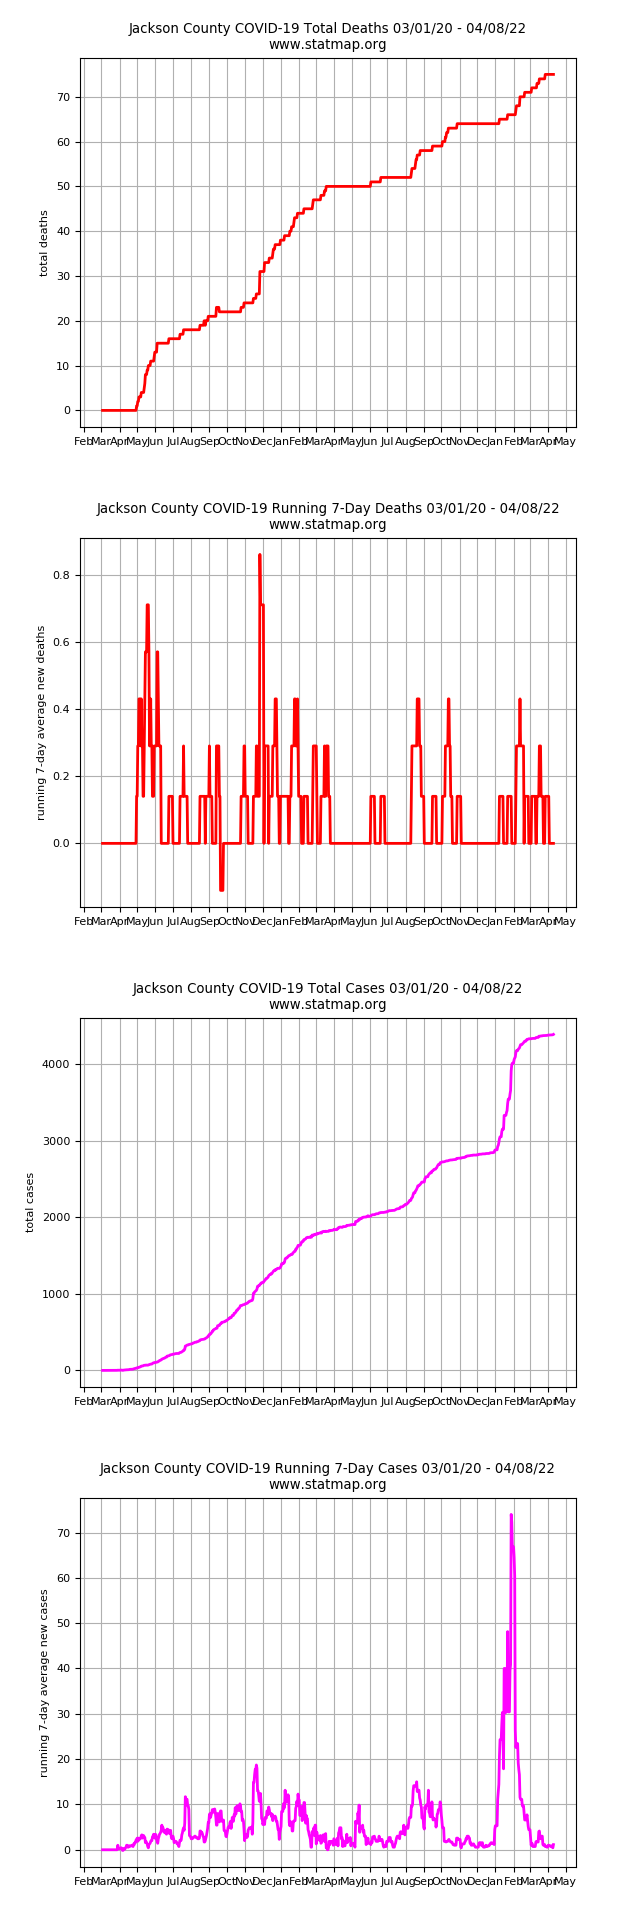 Jackson County COVID-19 Total Deaths 03/01/20 - 04/08/22
www.statmap.org
70
60
50
40
30
20
10
0
total deaths
Feb Mar Apr May Jun Jul Aug Sep Oct Nov Dec Jan Feb Mar Apr May Jun Jul Aug Sep Oct Nov Dec Jan Feb Mar Apr May
Jackson County COVID-19 Running 7-Day Deaths 03/01/20 - 04/08/22
www.statmap.org
0.8
0.6
0.4
0.2
0.0
running 7-day average new deaths
Feb Mar Apr May Jun Jul Aug Sep Oct Nov Dec Jan Feb Mar Apr May Jun Jul Aug Sep Oct Nov Dec Jan Feb Mar Apr May
Jackson County COVID-19 Total Cases 03/01/20 - 04/08/22
www.statmap.org
4000
3000
2000
1000
0
total cases
Feb Mar Apr May Jun Jul Aug Sep Oct Nov Dec Jan Feb Mar Apr May Jun Jul Aug Sep Oct Nov Dec Jan Feb Mar Apr May
Jackson County COVID-19 Running 7-Day Cases 03/01/20 - 04/08/22
www.statmap.org
70
60
50
40
30
20
10
0
running 7-day average new cases
Feb Mar Apr May Jun Jul Aug Sep Oct Nov Dec Jan Feb Mar Apr May Jun Jul Aug Sep Oct Nov Dec Jan Feb Mar Apr May